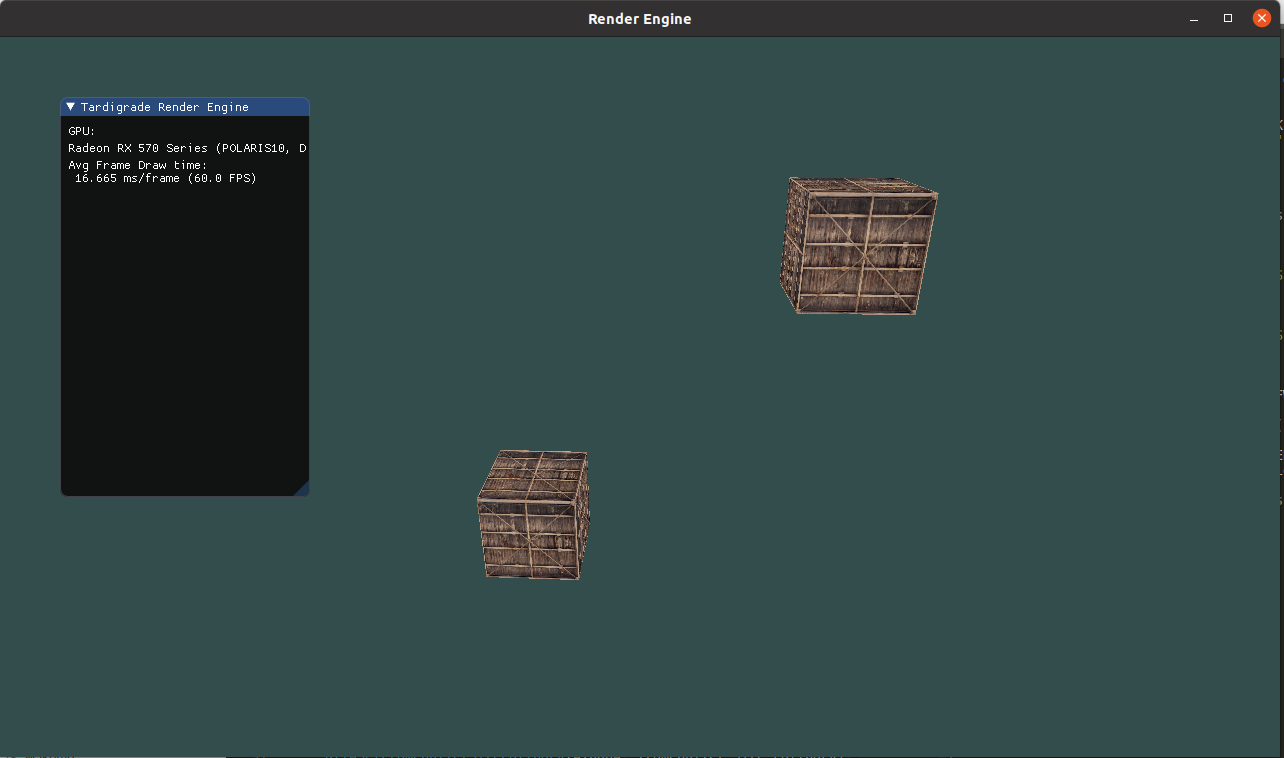 Render Engine
Tardigrade Render Engine
GPU:
Radeon RX 570 Series (POLARIS10, D
Avg Frame Draw time:
16.665 ms/frame (60.0 FPS)